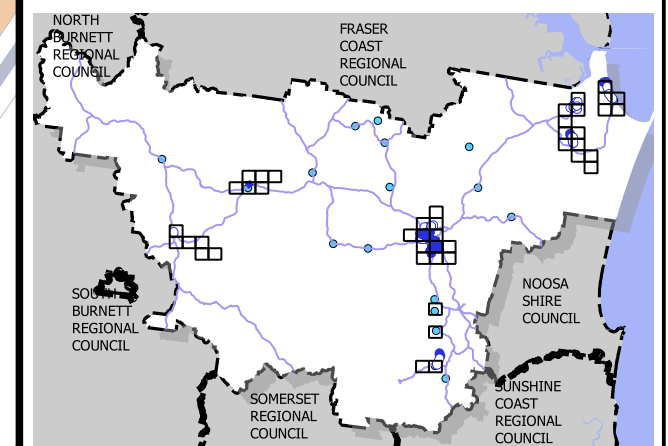 NORTH
BURNETT
REGIONAL
COUNCIL
FRASER
COAST
REGIONAL
COUNCIL
NOOSA
SHIRE
COUNCIL
SOUTH
BURNETT
REGIONAL
COUNCIL
SOMERSET
REGIONAL
COUNCIL
SUNSHINE
COAST
REGIONAL
COUNCIL